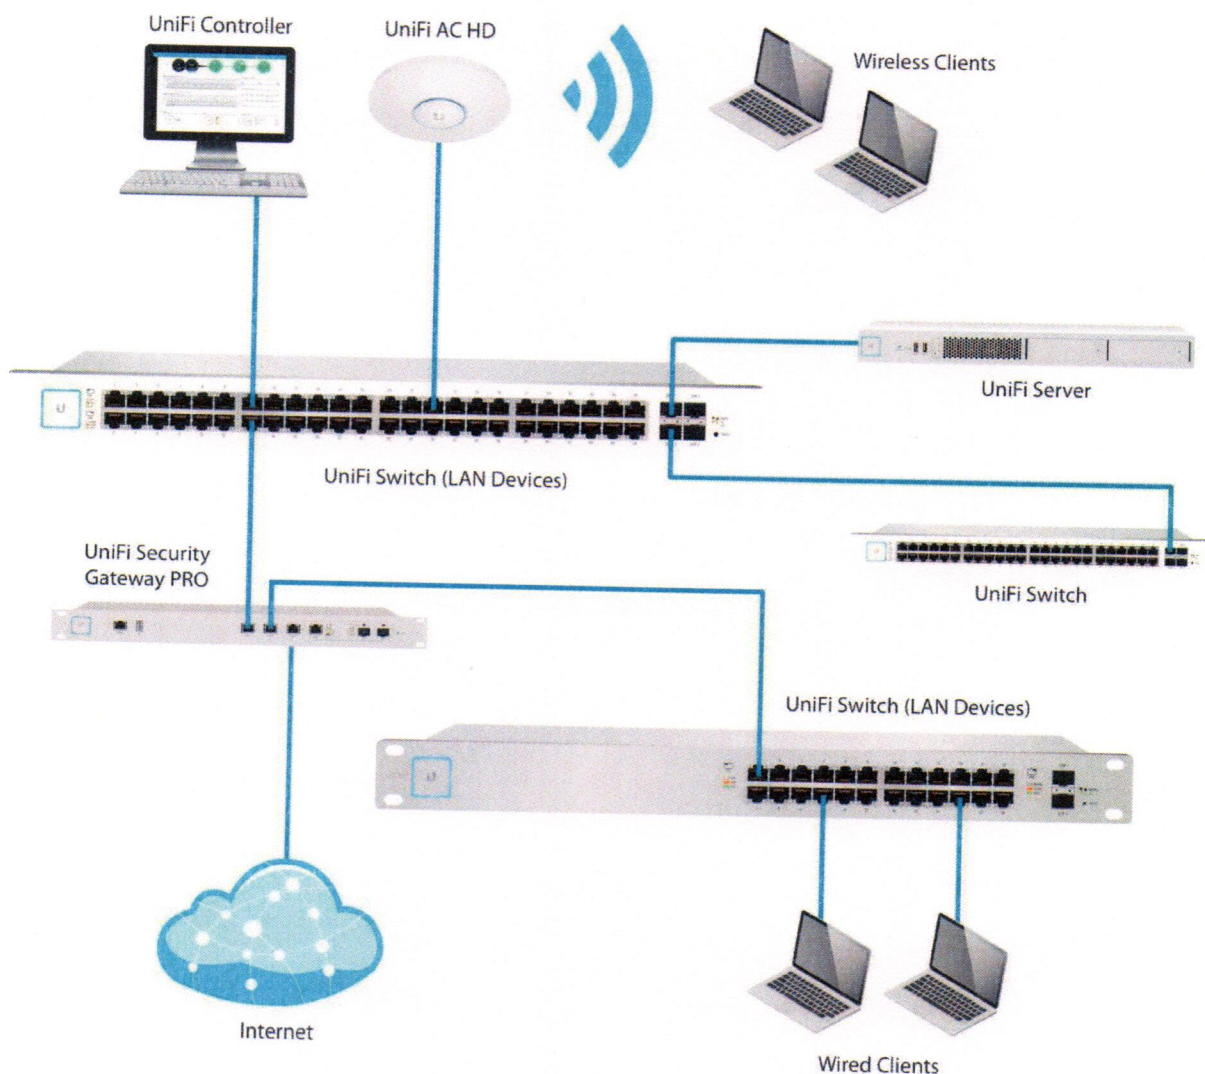 UniFi Controller
UniFi AC HD
Wireless Clients
UniFi Server
UniFi Switch (LAN Devices)
UniFi Security
Gateway PRO
UniFi Switch
UniFi Switch (LAN Devices)
Internet
Wired Clients